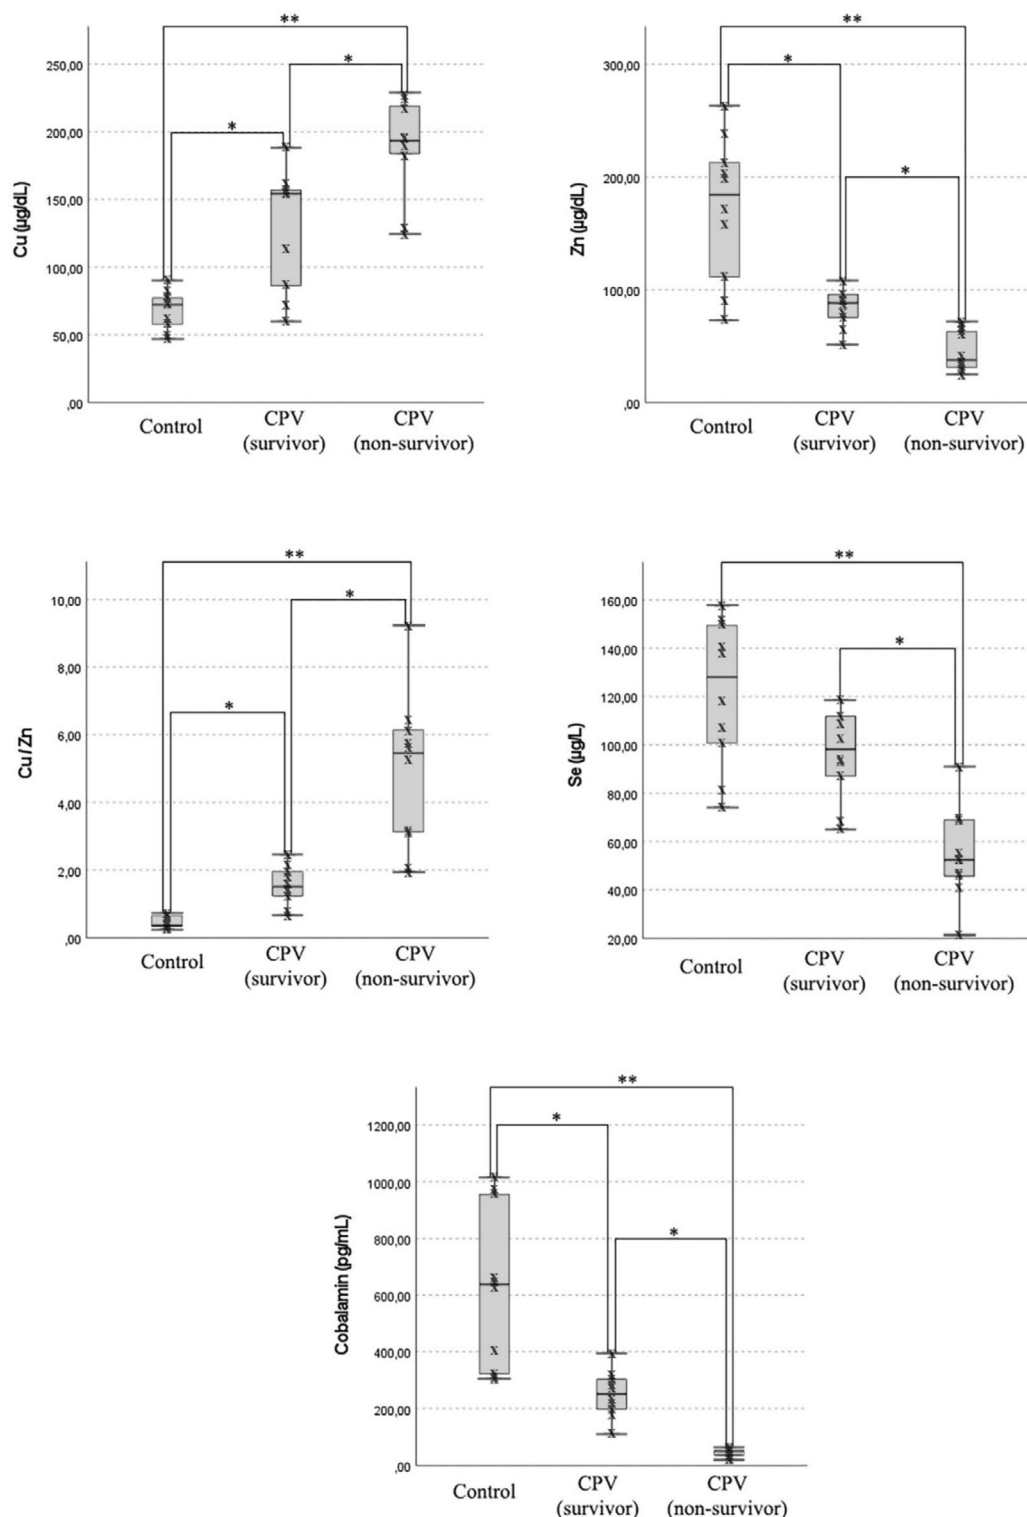 **
250,00
*
200,00
*
150,00
Cu (µg/dL)
100,00
50,00
,00
Control
CPV
(survivor)
CPV
(non-survivor)
**
300,00
*
200,00
*
Zn (µg/dL)
100,00
,00
Control
CPV
(survivor)
CPV
(non-survivor)
**
10,00
*
8,00
*
6,00
Cu / Zn
4,00
2,00
,00
Control
CPV
(survivor)
CPV
(non-survivor)
**
160,00
140,00
*
120,00
100,00
Se (µg/L)
80,00
60,00
40,00
20,00
Control
CPV
(survivor)
CPV
(non-survivor)
**
1200,00
*
1000,00
800,00
*
Cobalamin (pg/mL)
600,00
400,00
200,00
,00
Control
CPV
(survivor)
CPV
(non-survivor)